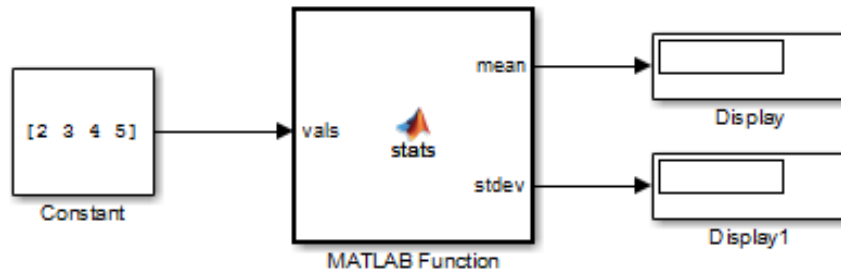 [2 3 4 5]
Constant
vals
stats
mean
stdev
MATLAB Function
Display
Display1